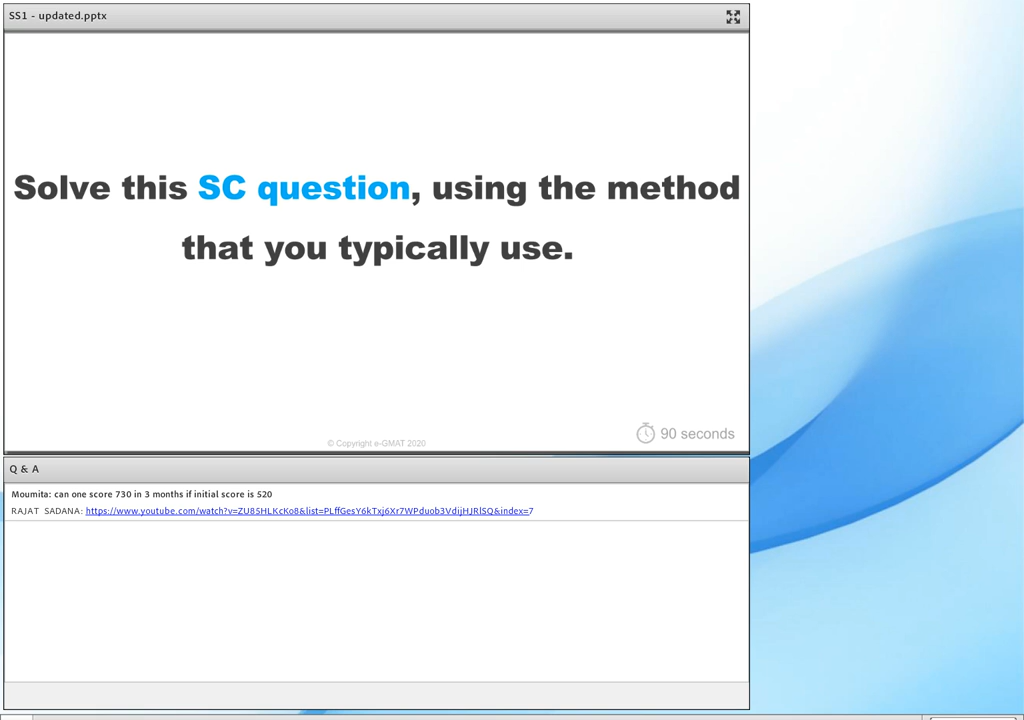 SS1 - updated.pptx
Solve this SC question, using the method
that you typically use.
© Copyright e-GMAT 2020
90 seconds
Q & A
Moumita: can one score 730 in 3 months if initial score is 520
RAJAT SADANA: https://www.youtube.com/watch?v=ZU85HLKcKo8&list=PLffGesY6kTxj6Xr7WPduob3VdijHJRlSQ&index=7